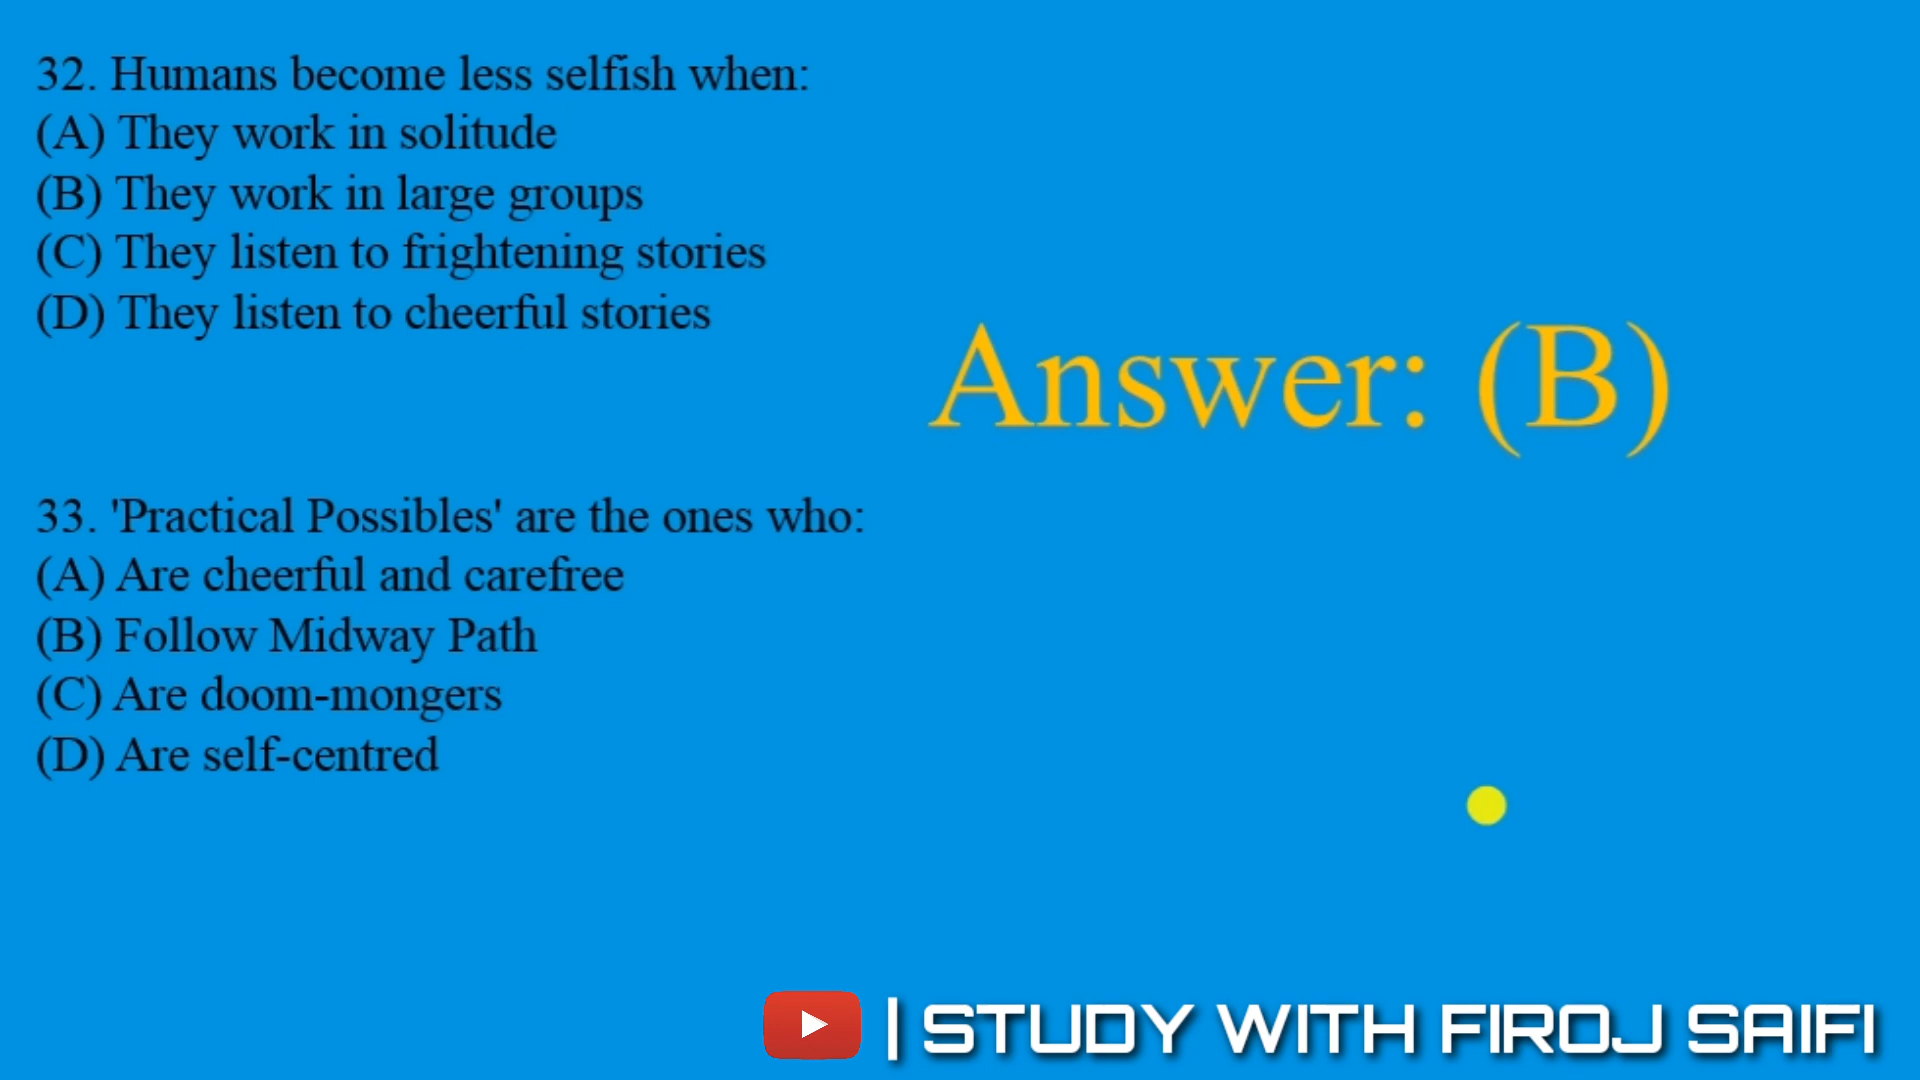 32. Humans become less selfish when:
(A) They work in solitude
(B) They work in large groups
(C) They listen to frightening stories
(D) They listen to cheerful stories
Answer: (B)
33. 'Practical Possibles' are the ones who:
(A) Are cheerful and carefree
(B) Follow Midway Path
(C) Are doom-mongers
(D) Are self-centred
| STUDY WITH FIROJ SAIFI